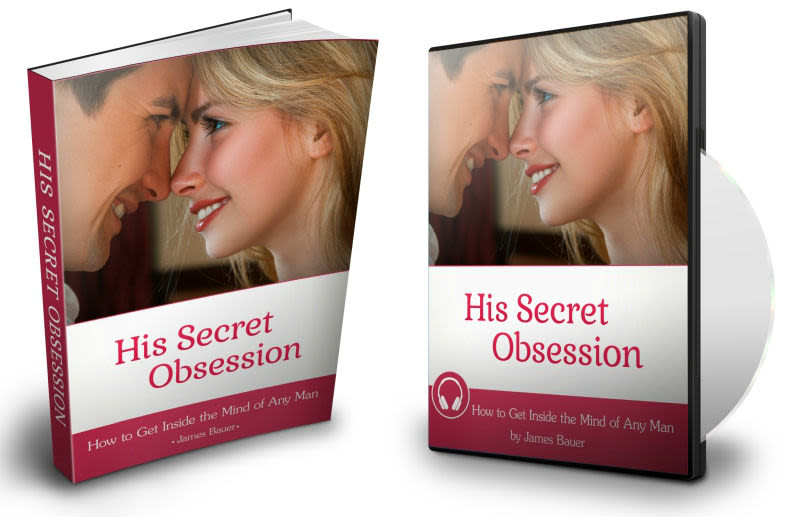 HIS SECRET OBSESSION
His Secret
Obsession
How to Get Inside the Mind of Any Man
• James Bauer •
His Secret
Obsession
How to Get Inside the Mind of Any Man
by James Bauer